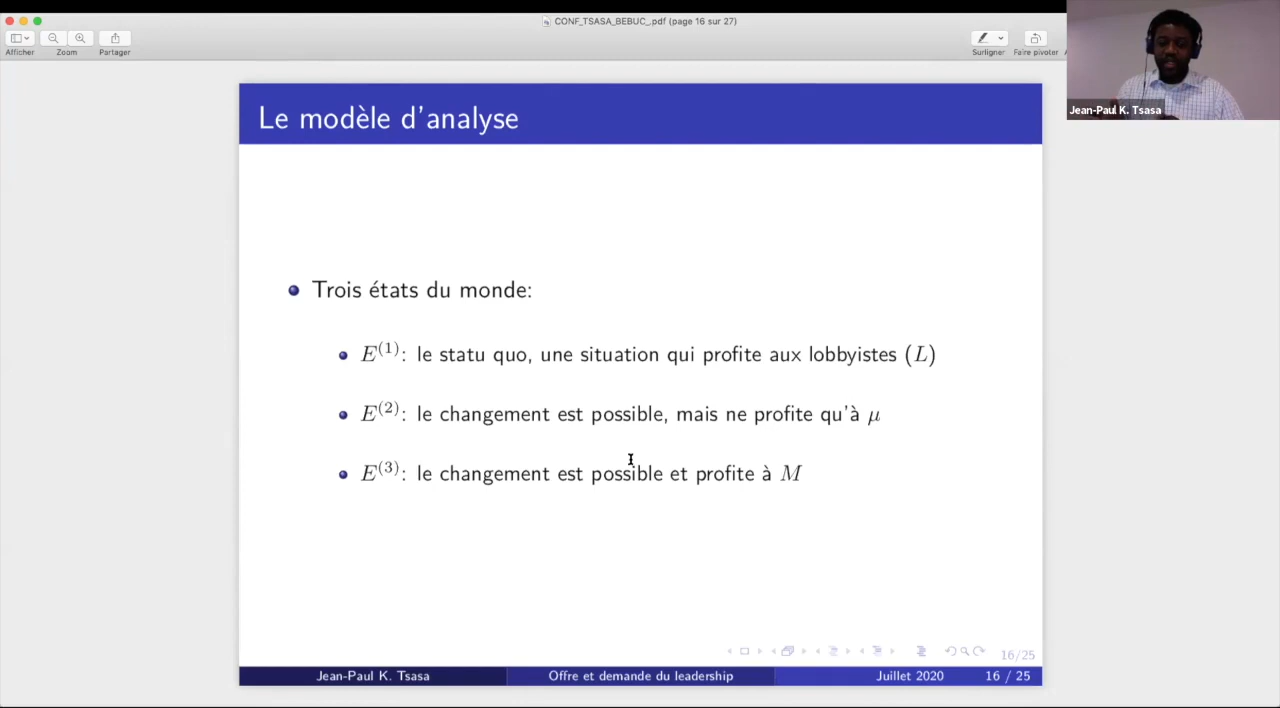 CONF_TSASA_BEBUC_.pdf (page 16 sur 27)
Afficher
Zoom
Partager
Surligner
Faire pivoter
Jean-Paul K. Tsasa
Le modèle d'analyse
Trois états du monde:
E^(1): le statu quo, une situation qui profite aux lobbyistes (L)
E^(2): le changement est possible, mais ne profite qu'à μ
E^(3): le changement est possible et profite à M
16/25
Jean-Paul K. Tsasa
Offre et demande du leadership
Juillet 2020
16 / 25